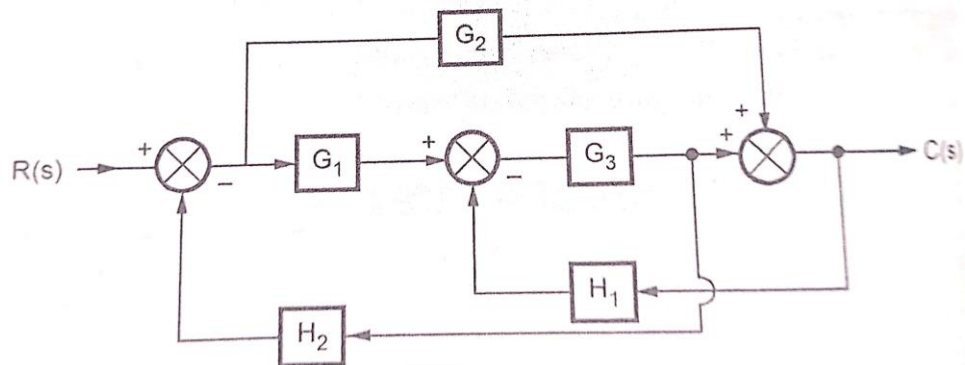 G₂
+
+
+
+
R(s)
−
G₁
−
G₃
C(s)
H₁
H₂